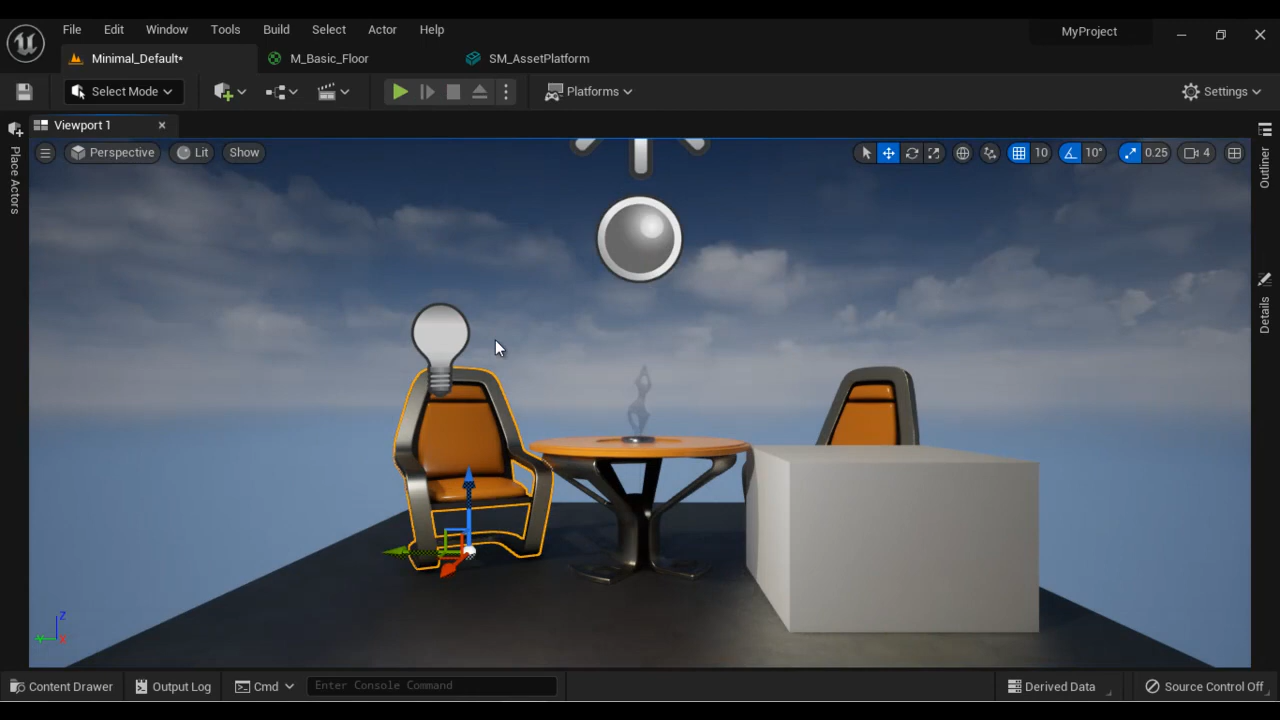 File Edit Window Tools Build Select Actor Help
MyProject
Minimal_Default* M_Basic_Floor SM_AssetPlatform
Select Mode Platforms Settings
Viewport 1
Place Actors
Perspective Lit Show 10 10° 0.25 4
Outliner
Details
Z
Y X
Content Drawer Output Log Cmd Enter Console Command Derived Data Source Control Off